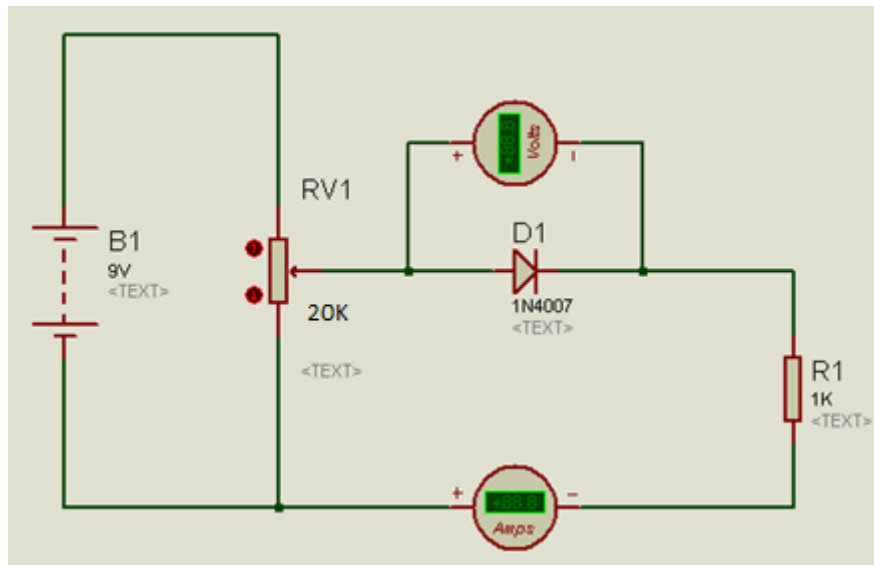 RV1
B1
9V
<TEXT>
20K
<TEXT>
+88.8
Volts
+
−
D1
1N4007
<TEXT>
R1
1K
<TEXT>
+
−
+88.8
Amps